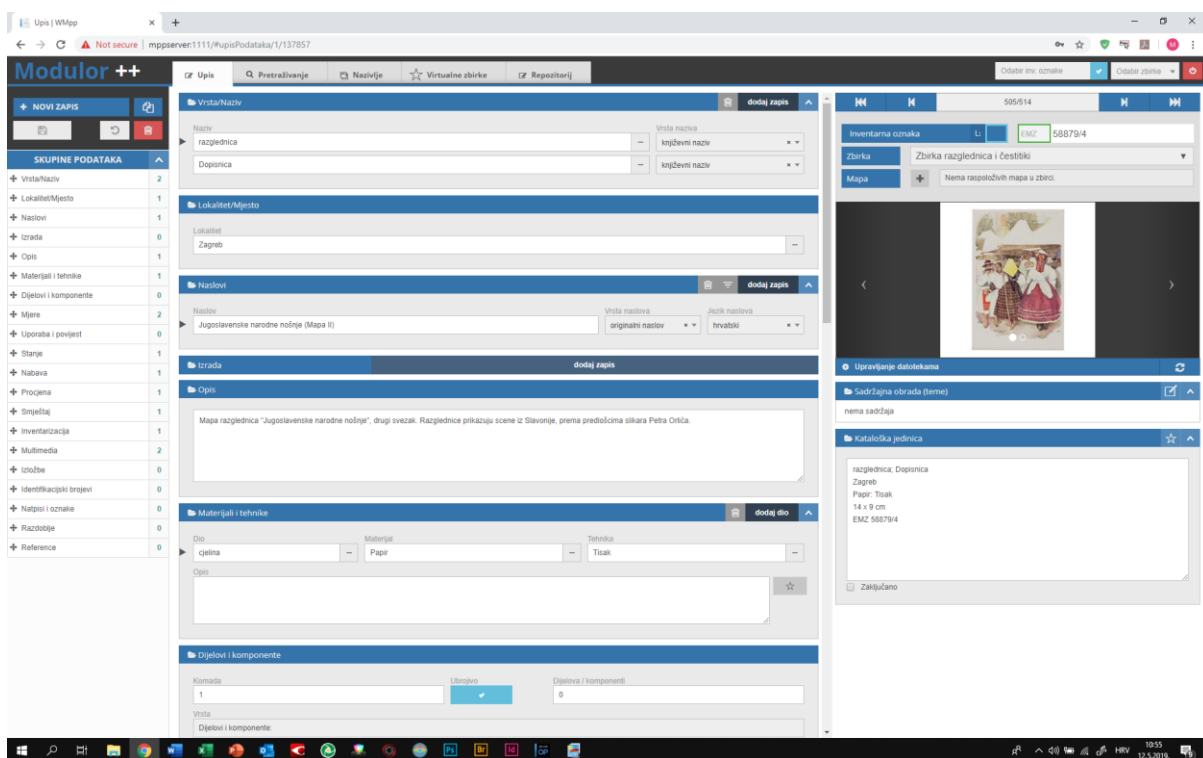 Upis | WMpp
Not secure | mppserver:1111/#upisPodataka/1/137857
Modulor ++
Upis
Pretraživanje
Nazivlje
Virtualne zbirke
Repozitorij
Odabir inv. oznake
Odabir zbirke
NOVI ZAPIS
SKUPINE PODATAKA
Vrsta/Naziv 2
Lokalitet/Mjesto 1
Naslovi 1
Izrada 0
Opis 1
Materijali i tehnike 1
Dijelovi i komponente 0
Mjere 2
Uporaba i povijest 0
Stanje 1
Nabava 1
Procjena 1
Smještaj 1
Inventarizacija 1
Multimedia 2
Izložbe 0
Identifikacijski brojevi 0
Natpisi i oznake 0
Razdoblje 0
Reference 0
Vrsta/Naziv
dodaj zapis
Naziv
Vrsta naziva
razglednica
književni naziv
Dopisnica
književni naziv
Lokalitet/Mjesto
Lokalitet
Zagreb
Naslovi
dodaj zapis
Naslov
Vrsta naslova
Jezik naslova
Jugoslavenske narodne nošnje (Mapa II)
originalni naslov
hrvatski
Izrada
dodaj zapis
Opis
Mapa razglednica "Jugoslavenske narodne nošnje", drugi svezak. Razglednice prikazuju scene iz Slavonije, prema predlošcima slikara Petra Orlića.
Materijali i tehnike
dodaj dio
Dio
Materijal
Tehnika
cjelina
Papir
Tisak
Opis
Dijelovi i komponente
Komada
Ubrojivo
Dijelova / komponenti
1
0
Vrsta
Dijelovi i komponente:
505/514
Inventarna oznaka
L:
EMZ
58879/4
Zbirka
Zbirka razglednica i čestitiki
Mapa
Nema raspoloživih mapa u zbirci.
Upravljanje datotekama
Sadržajna obrada (teme)
nema sadržaja
Kataloška jedinica
razglednica; Dopisnica
Zagreb
Papir: Tisak
14 x 9 cm
EMZ 58879/4
Zaključano
Ps
Br
Id
HRV
10:55
12.5.2019.